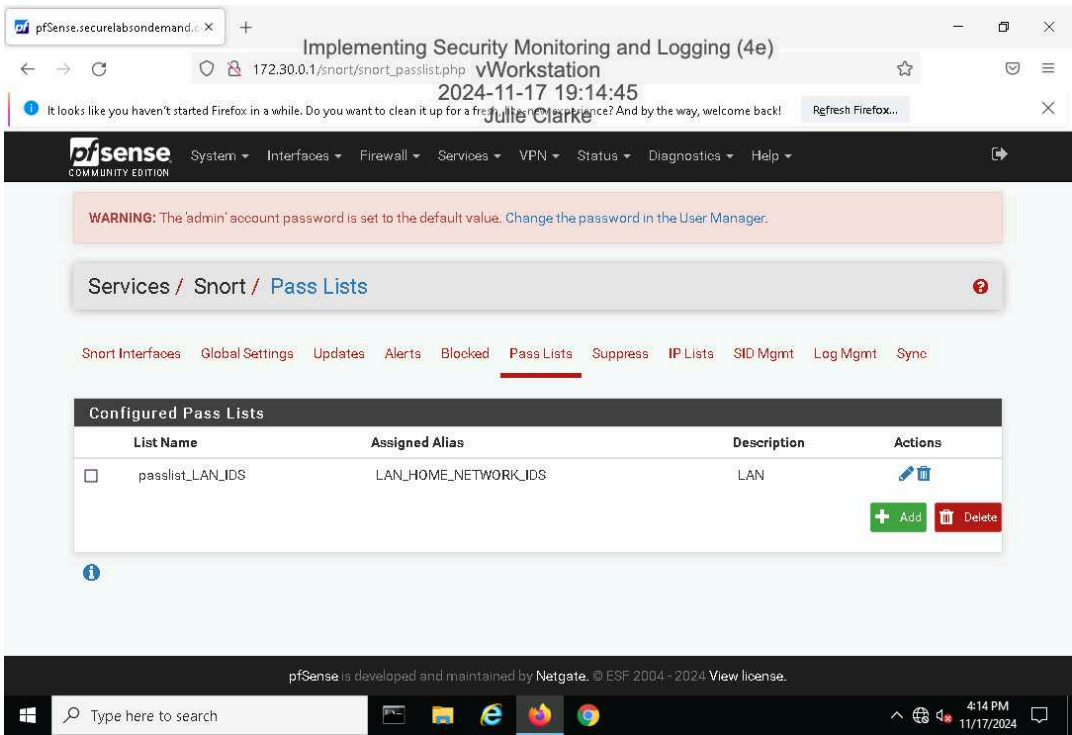 pfSense.securelabsondemand.c
Implementing Security Monitoring and Logging (4e)
172.30.0.1/snort/snort_passlist.php
vWorkstation
2024-11-17 19:14:45
It looks like you haven't started Firefox in a while. Do you want to clean it up for a fresh, like-new experience? And by the way, welcome back!
Refresh Firefox...
Julie Clarke
pfsense System Interfaces Firewall Services VPN Status Diagnostics Help
COMMUNITY EDITION
WARNING: The 'admin' account password is set to the default value. Change the password in the User Manager.
Services / Snort / Pass Lists
Snort Interfaces Global Settings Updates Alerts Blocked Pass Lists Suppress IP Lists SID Mgmt Log Mgmt Sync
Configured Pass Lists
List Name Assigned Alias Description Actions
passlist_LAN_IDS LAN_HOME_NETWORK_IDS LAN
Add Delete
pfSense is developed and maintained by Netgate. © ESF 2004 - 2024 View license.
Type here to search
4:14 PM
11/17/2024